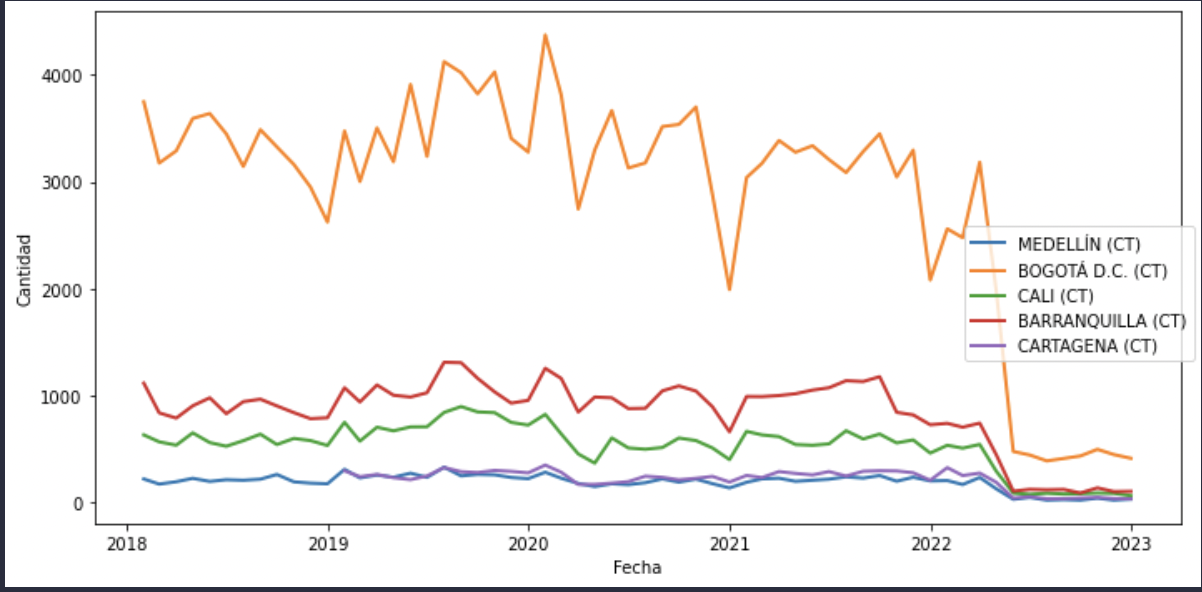 4000
3000
2000
1000
0
Cantidad
MEDELLÍN (CT)
BOGOTÁ D.C. (CT)
CALI (CT)
BARRANQUILLA (CT)
CARTAGENA (CT)
2018 2019 2020 2021 2022 2023
Fecha